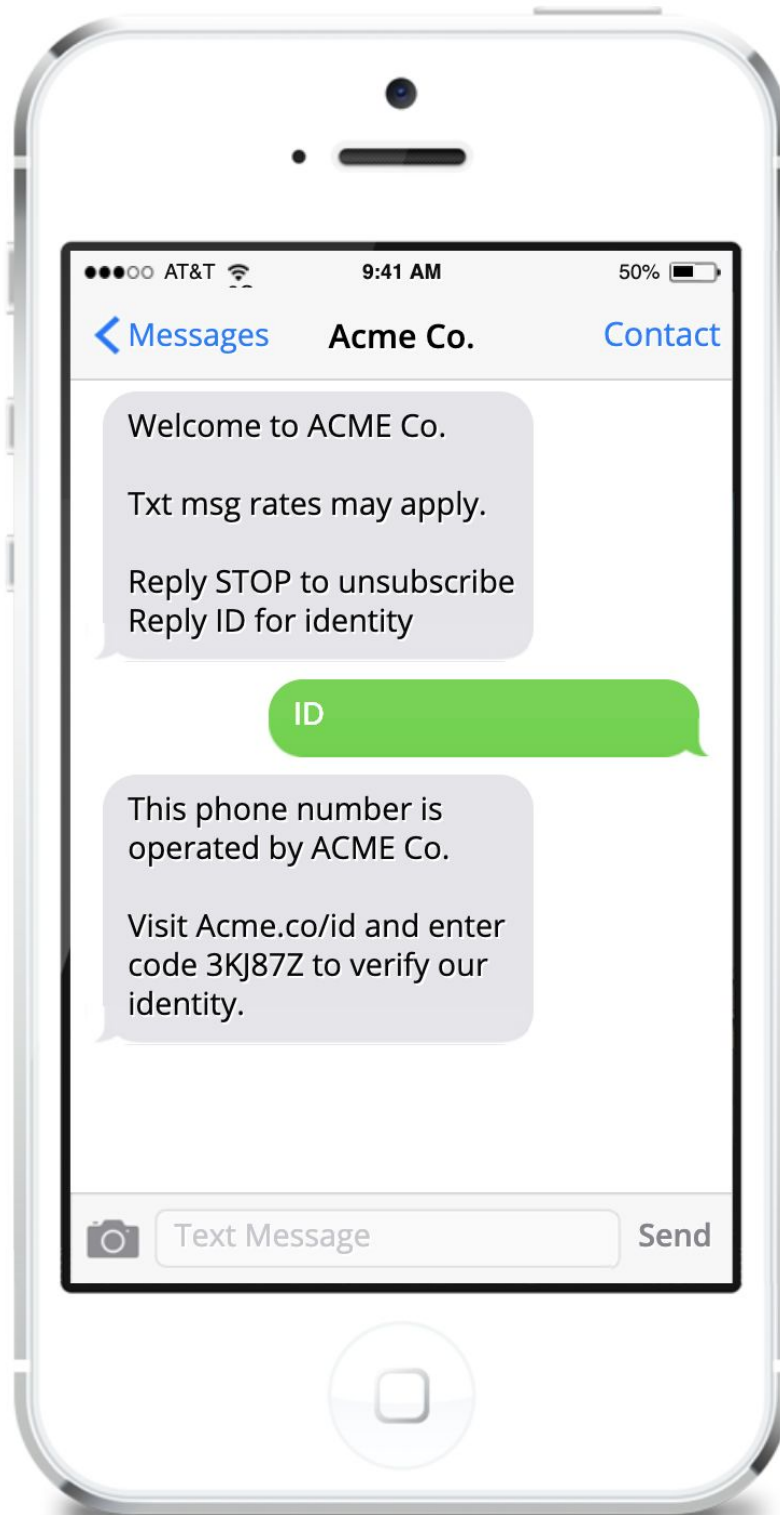 AT&T 9:41 AM 50%
Messages Acme Co. Contact
Welcome to ACME Co.
Txt msg rates may apply.
Reply STOP to unsubscribe
Reply ID for identity
ID
This phone number is
operated by ACME Co.
Visit Acme.co/id and enter
code 3KJ87Z to verify our
identity.
Text Message Send